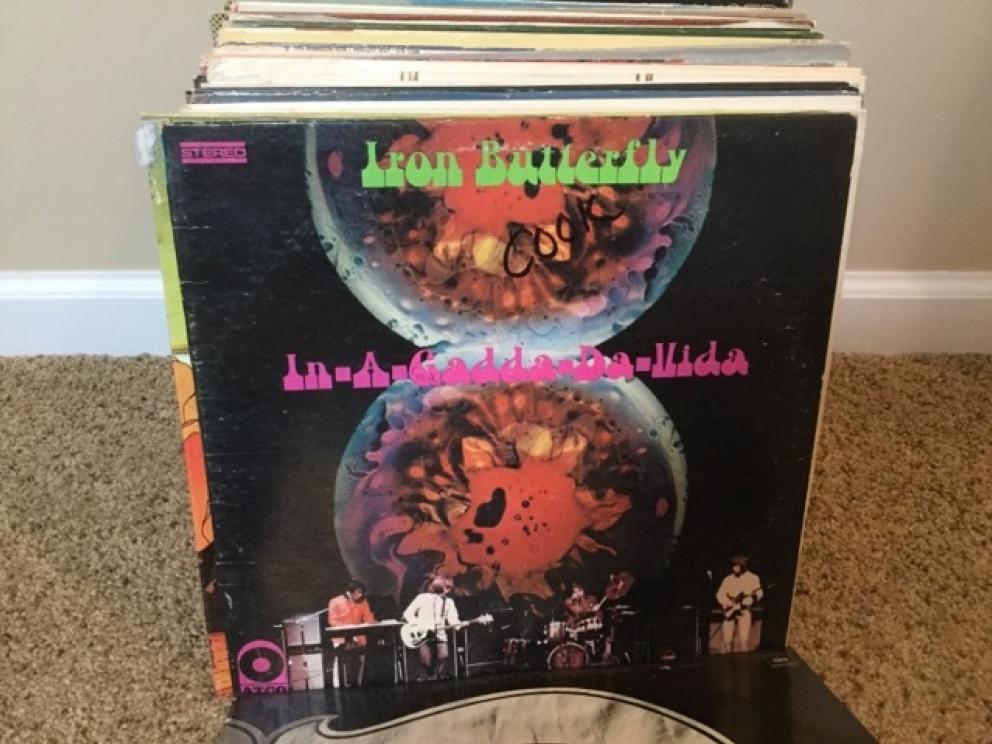 STEREO
Iron Butterfly
Cook
In-A-Gadda-Da-Vida
ATCO